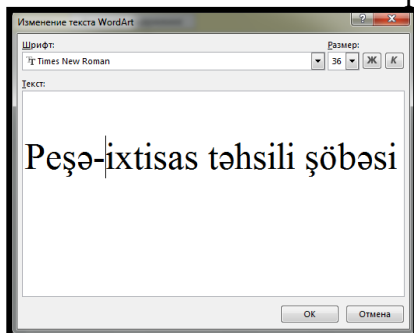 Изменение текста WordArt
Шрифт:
Размер:
Times New Roman
36
Ж
К
Текст:
Peşə-ixtisas təhsili şöbəsi
ОК
Отмена